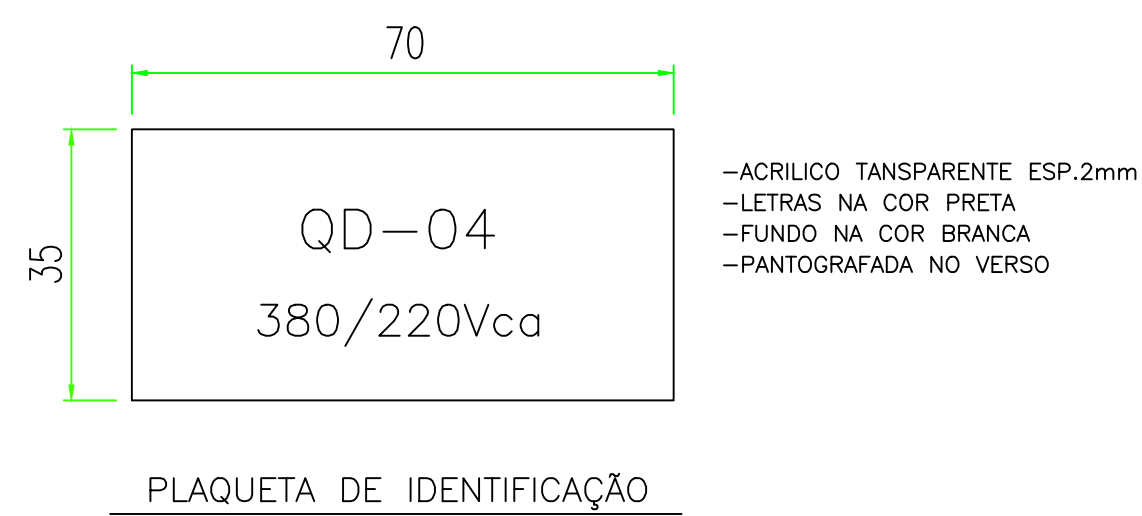 70
35
QD-04
380/220Vca
-ACRILICO TANSPARENTE ESP.2mm
-LETRAS NA COR PRETA
-FUNDO NA COR BRANCA
-PANTOGRAFADA NO VERSO
PLAQUETA DE IDENTIFICAÇÃO